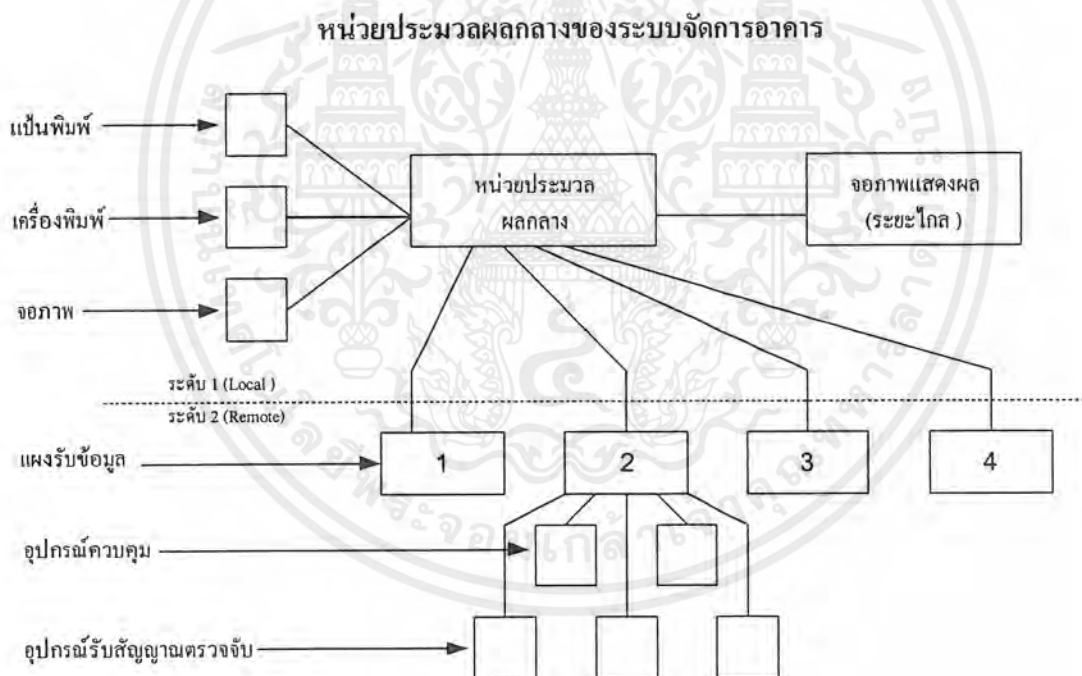 หน่วยประมวลผลกลางของระบบจัดการอาคาร
แป้นพิมพ์
เครื่องพิมพ์
จอภาพ
หน่วยประมวล
ผลกลาง
จอภาพแสดงผล
(ระยะไกล )
ระดับ 1 (Local )
ระดับ 2 (Remote)
แผงรับข้อมูล
1
2
3
4
อุปกรณ์ควบคุม
อุปกรณ์รับสัญญาณตรวจจับ